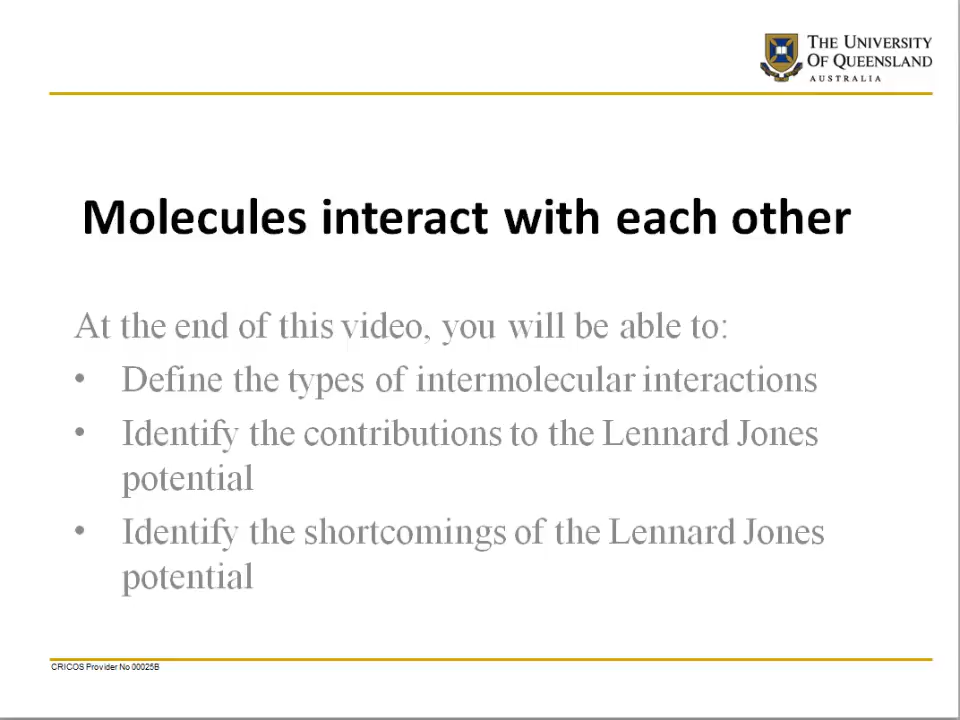 THE UNIVERSITY
OF QUEENSLAND
AUSTRALIA
Molecules interact with each other
At the end of this video, you will be able to:
• Define the types of intermolecular interactions
• Identify the contributions to the Lennard Jones
potential
• Identify the shortcomings of the Lennard Jones
potential
CRICOS Provider No 00025B